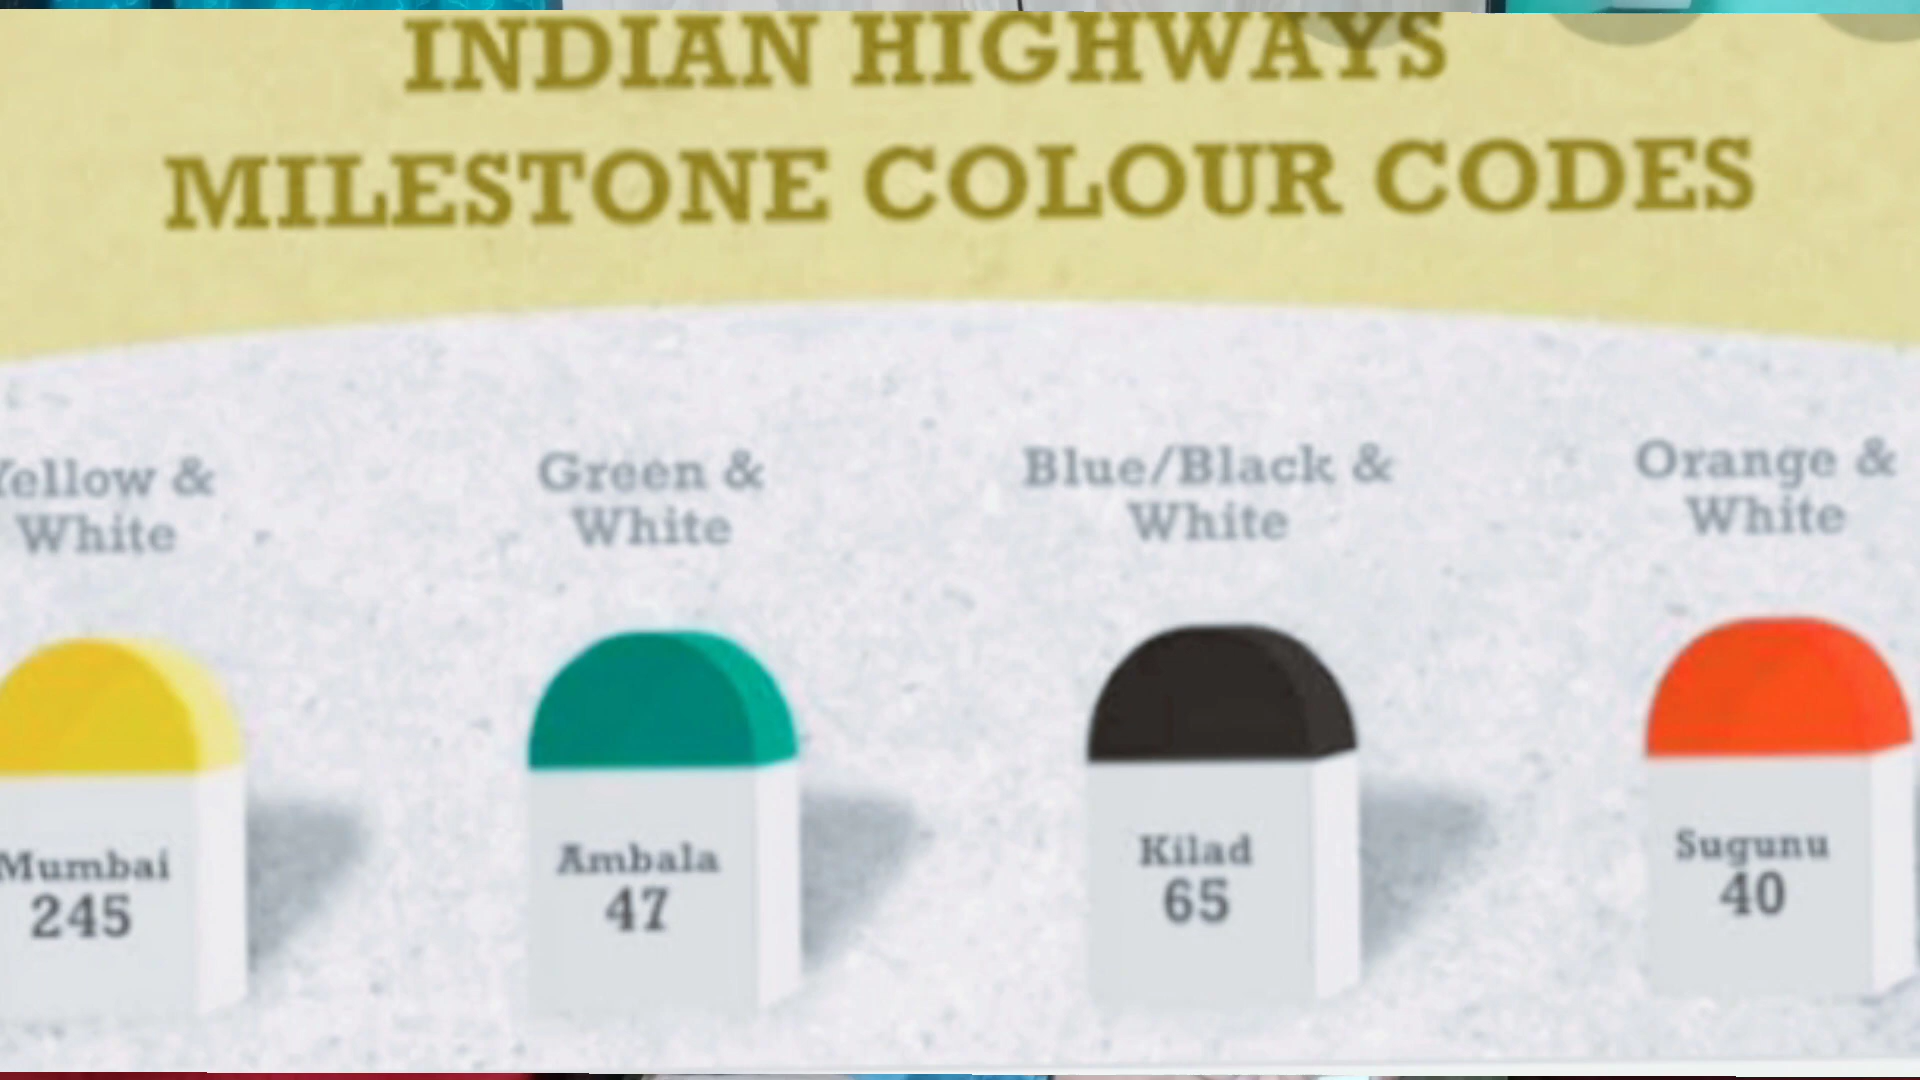 INDIAN HIGHWAYS
MILESTONE COLOUR CODES
Yellow &
White
Green &
White
Blue/Black &
White
Orange &
White
Mumbai
245
Ambala
47
Kilad
65
Sugunu
40